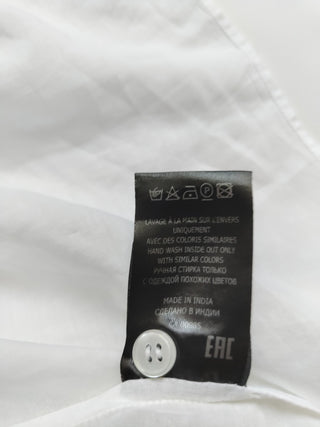 LAVAGE À LA MAIN SUR L'ENVERS
UNIQUEMENT
AVEC DES COLORIS SIMILAIRES
HAND WASH INSIDE OUT ONLY
WITH SIMILAR COLORS
РУЧНАЯ СТИРКА ТОЛЬКО
С ОДЕЖДОЙ ПОХОЖИХ ЦВЕТОВ
MADE IN INDIA
СДЕЛАНО В ИНДИИ
EAC